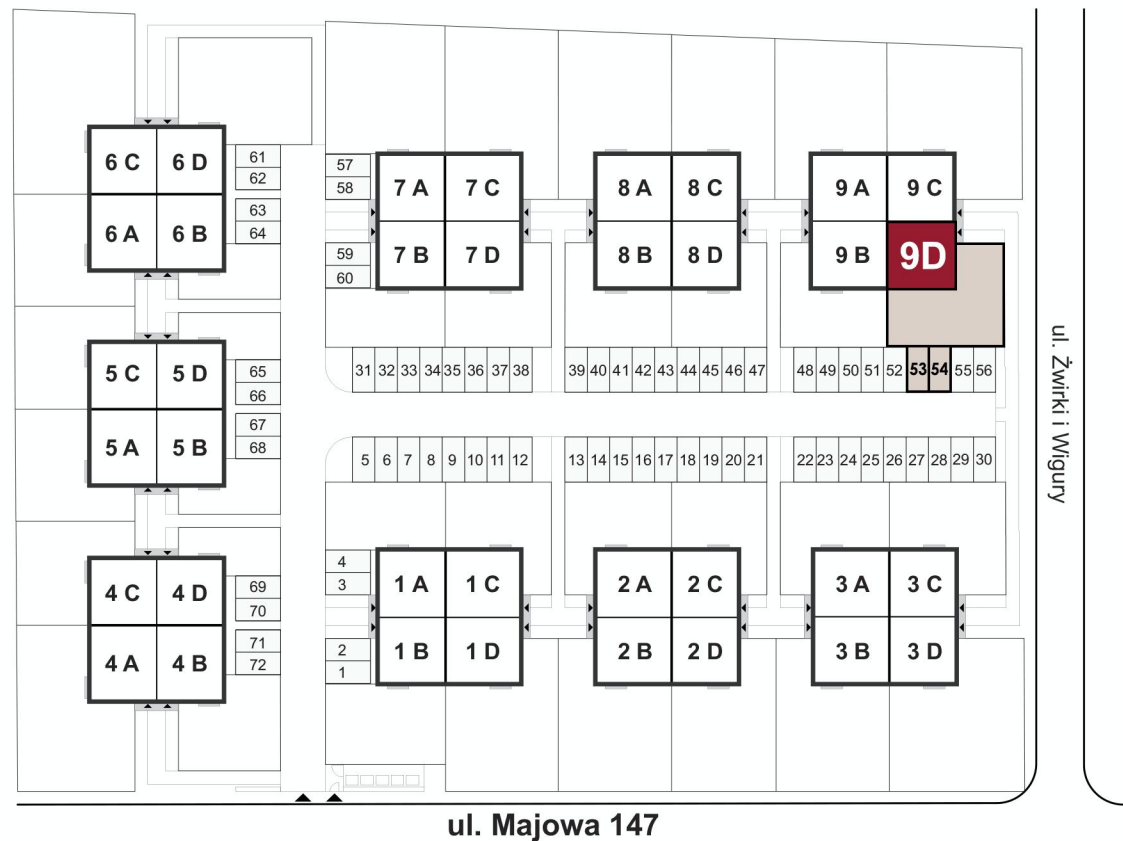 6 C 6 D
6 A 6 B
61
62
63
64
57
58
59
60
7 A 7 C
7 B 7 D
8 A 8 C
8 B 8 D
9 A 9 C
9 B 9D
5 C 5 D
5 A 5 B
65
66
67
68
31 32 33 34 35 36 37 38 39 40 41 42 43 44 45 46 47 48 49 50 51 52 53 54 55 56
ul. Żwirki i Wigury
5 6 7 8 9 10 11 12 13 14 15 16 17 18 19 20 21 22 23 24 25 26 27 28 29 30
4 C 4 D
4 A 4 B
69
70
71
72
4
3
2
1
1 A 1 C
1 B 1 D
2 A 2 C
2 B 2 D
3 A 3 C
3 B 3 D
ul. Majowa 147